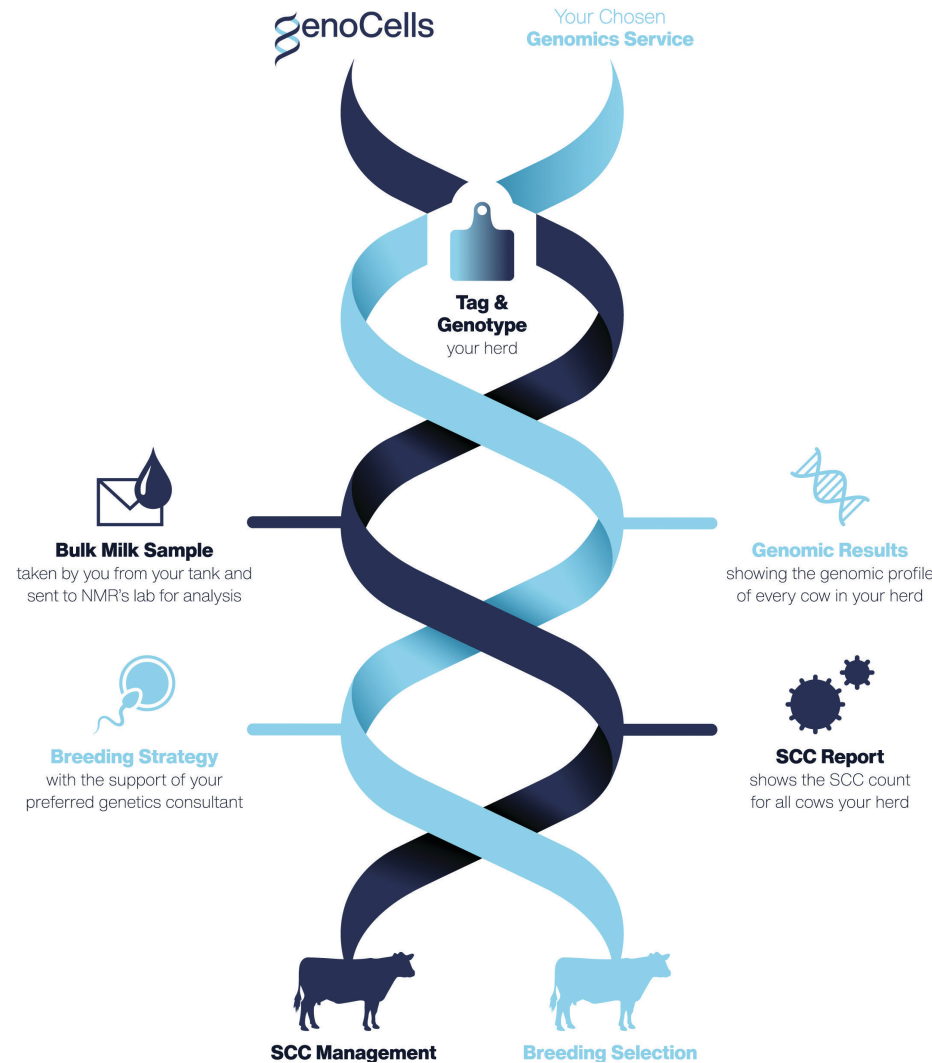 genoCells
Your Chosen
Genomics Service
Tag &
Genotype
your herd
Bulk Milk Sample
taken by you from your tank and
sent to NMR's lab for analysis
Genomic Results
showing the genomic profile
of every cow in your herd
Breeding Strategy
with the support of your
preferred genetics consultant
SCC Report
shows the SCC count
for all cows your herd
SCC Management
Breeding Selection